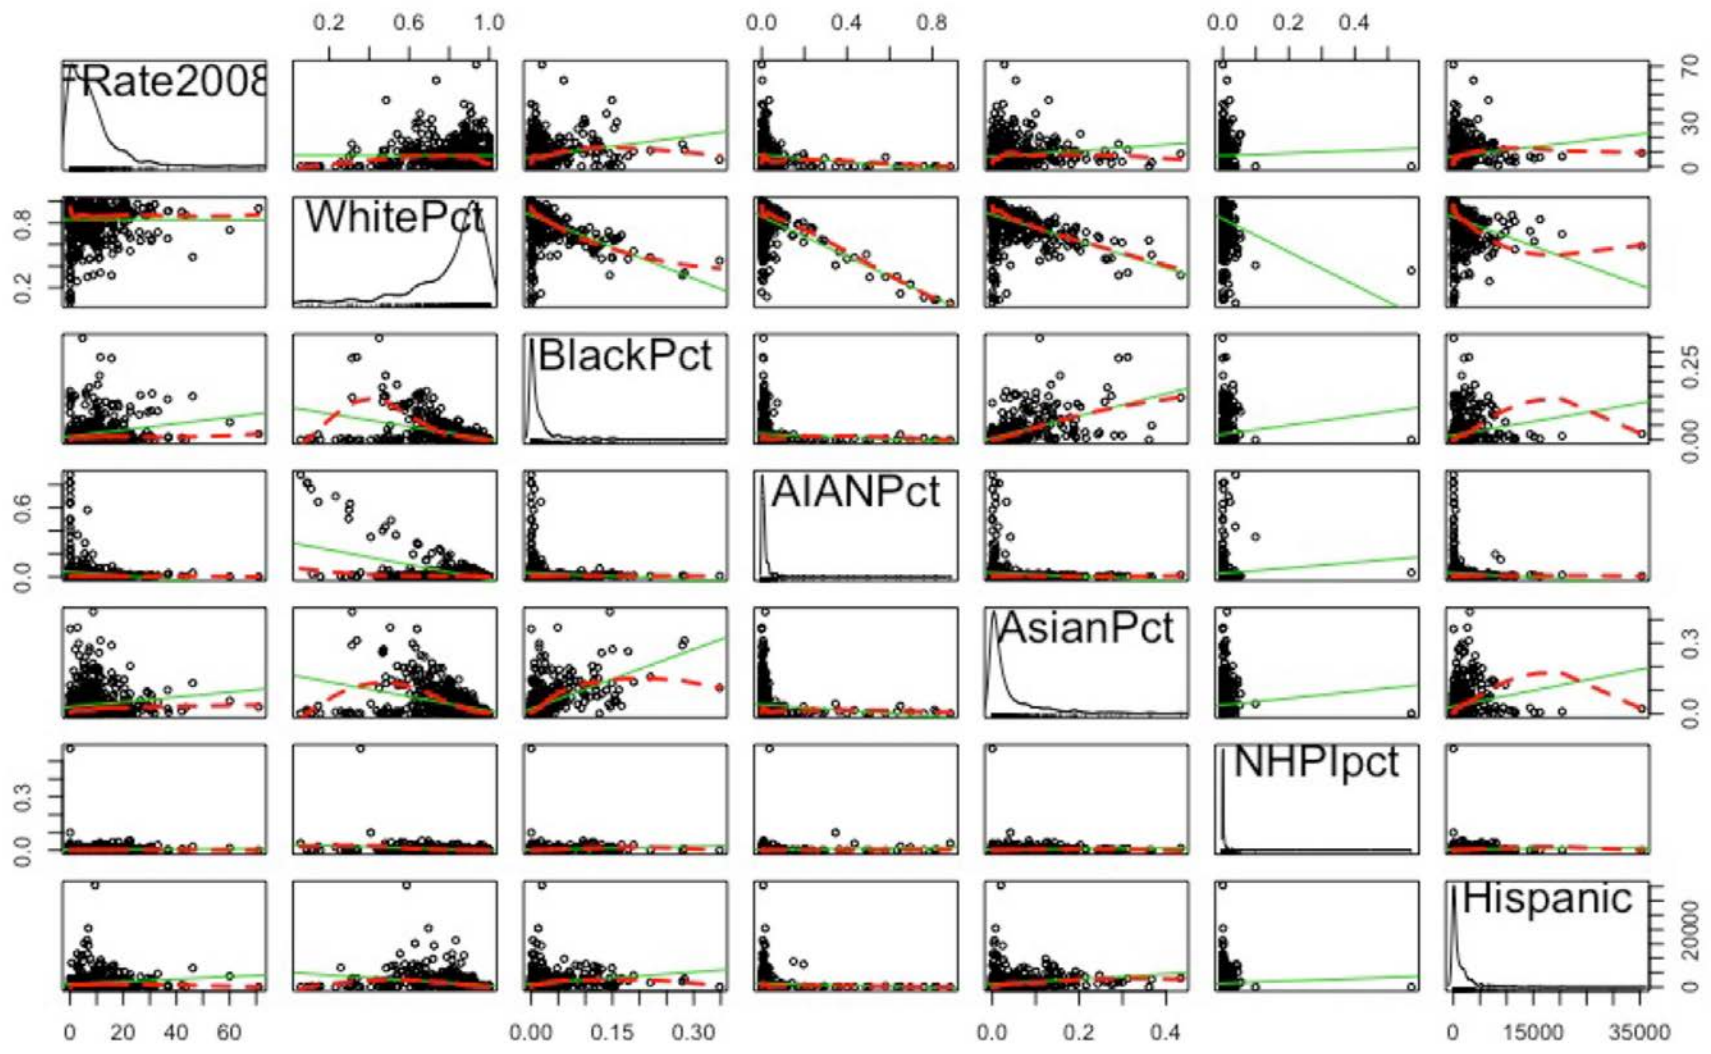 0.2 0.6 1.0 0.0 0.4 0.8 0.0 0.2 0.4
Rate2008 0 30 70
0.2 0.8 WhitePct
BlackPct 0.00 0.25
0.0 0.6 AIANPct
AsianPct 0.0 0.3
0.0 0.3 NHPIpct
Hispanic 0 20000
0 20 40 60 0.00 0.15 0.30 0.0 0.2 0.4 0 15000 35000